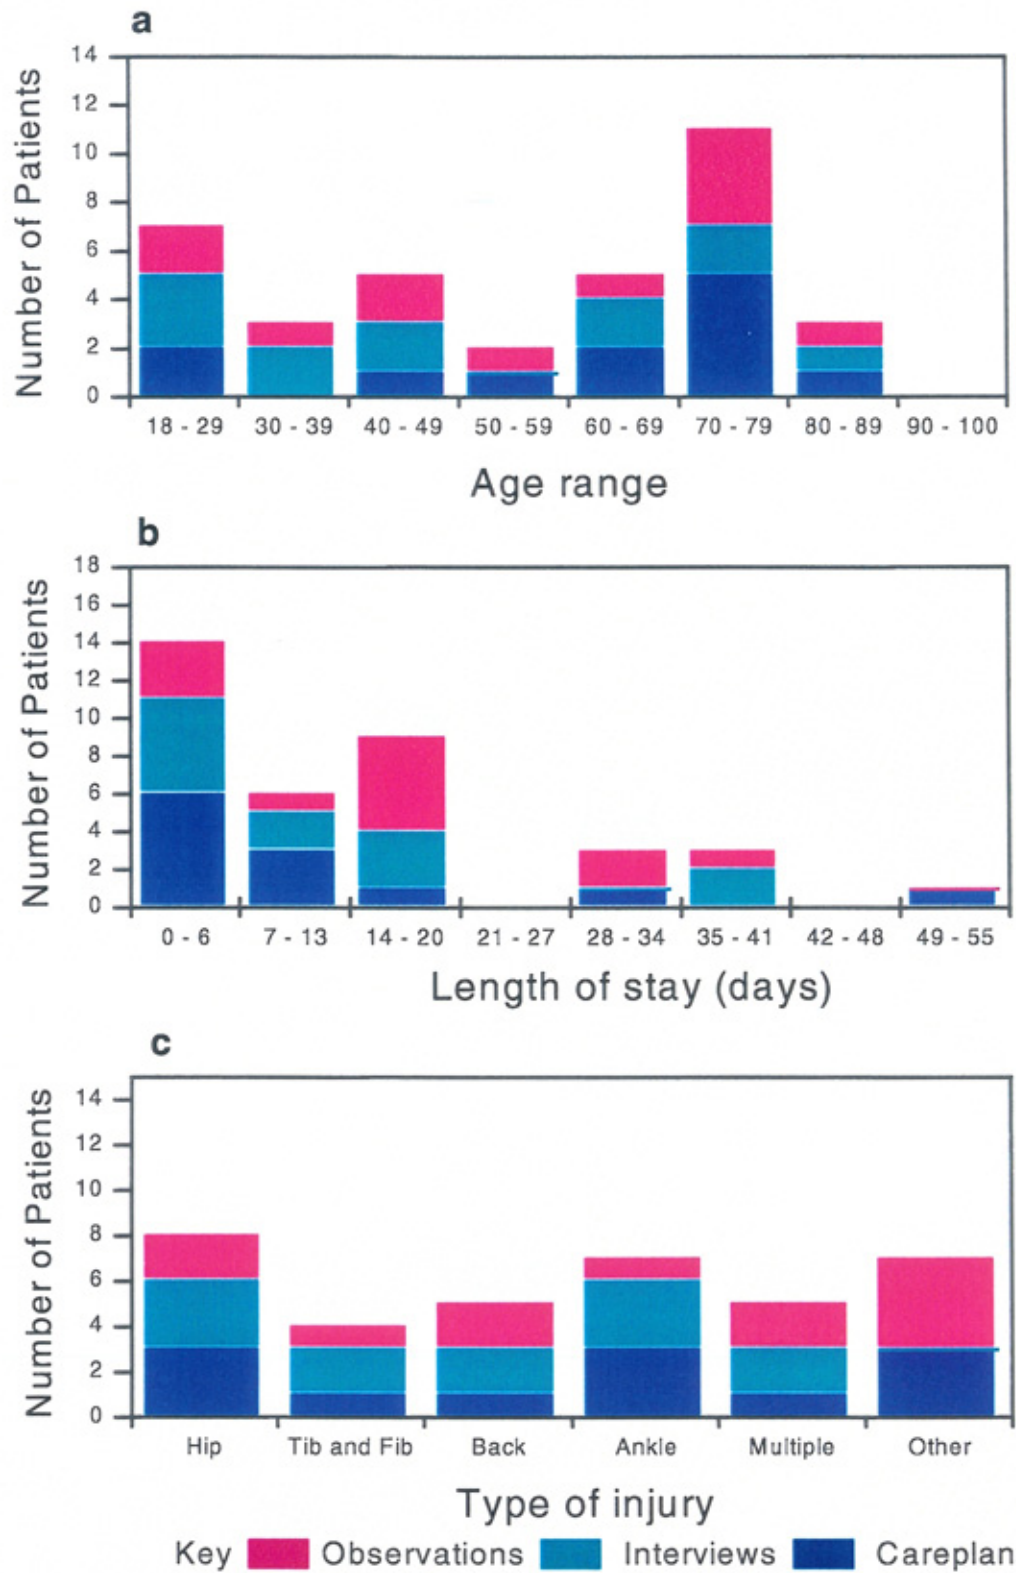 a
Number of Patients
14
12
10
8
6
4
2
0
18 - 29 30 - 39 40 - 49 50 - 59 60 - 69 70 - 79 80 - 89 90 - 100
Age range
b
Number of Patients
18
16
14
12
10
8
6
4
2
0
0 - 6 7 - 13 14 - 20 21 - 27 28 - 34 35 - 41 42 - 48 49 - 55
Length of stay (days)
c
Number of Patients
14
12
10
8
6
4
2
0
Hip Tib and Fib Back Ankle Multiple Other
Type of injury
Key Observations Interviews Careplan